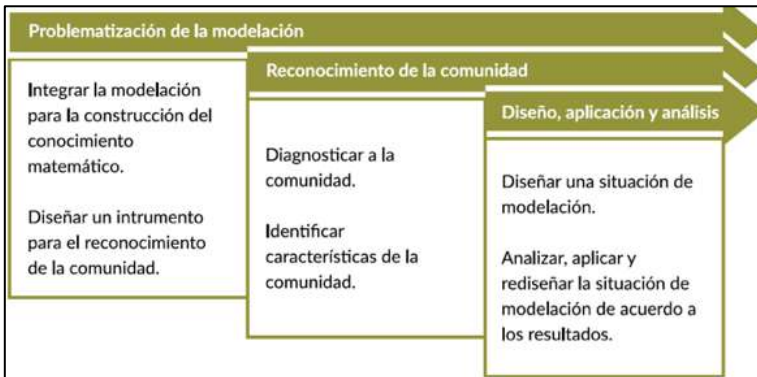 Problematización de la modelación
Integrar la modelación
para la construcción del
conocimiento
matemático.
Diseñar un intrumento
para el reconocimiento
de la comunidad.
Reconocimiento de la comunidad
Diagnosticar a la
comunidad.
Identificar
características de la
comunidad.
Diseño, aplicación y análisis
Diseñar una situación de
modelación.
Analizar, aplicar y
rediseñar la situación de
modelación de acuerdo a
los resultados.